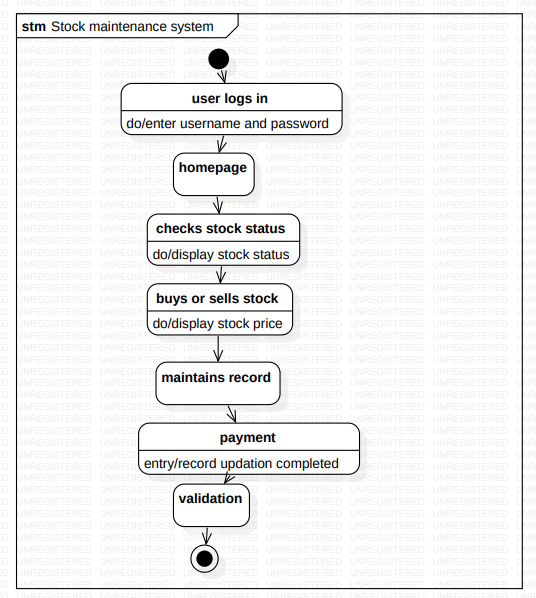 stm Stock maintenance system
user logs in
do/enter username and password
homepage
checks stock status
do/display stock status
buys or sells stock
do/display stock price
maintains record
payment
entry/record updation completed
validation
UNREGISTERED